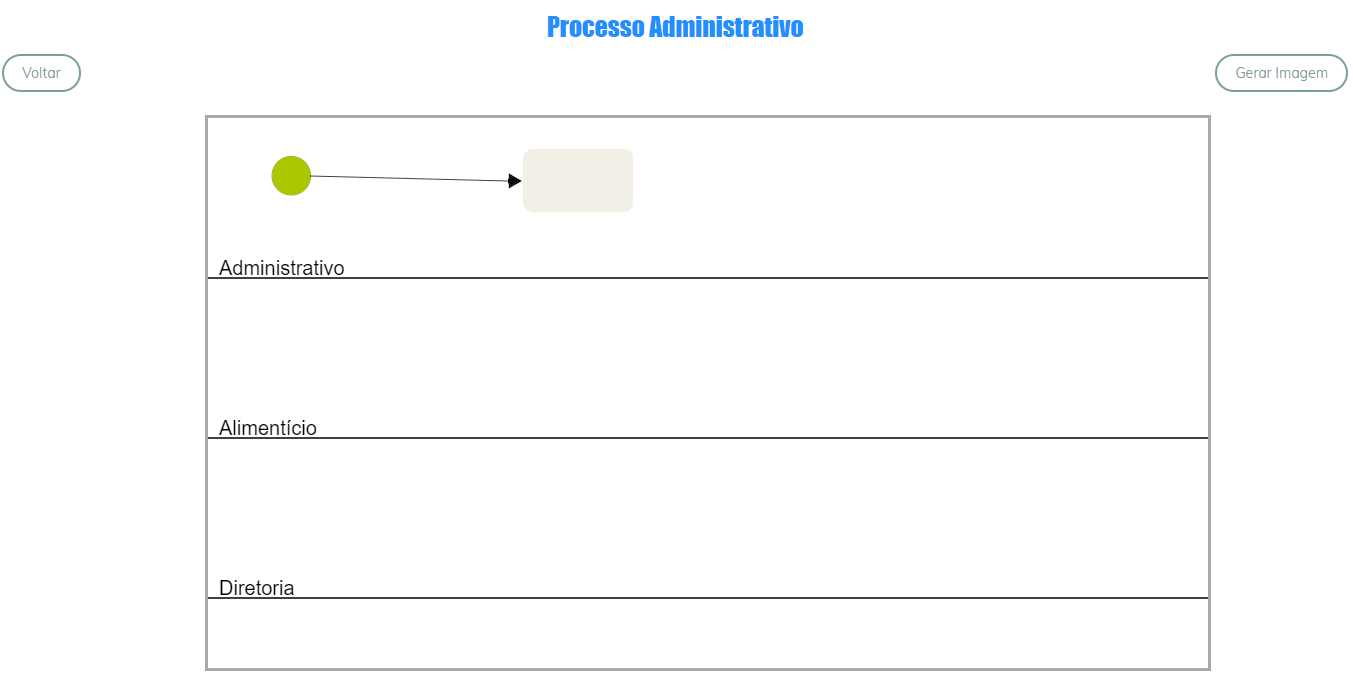 Processo Administrativo
Voltar
Gerar Imagem
Administrativo
Alimentício
Diretoria